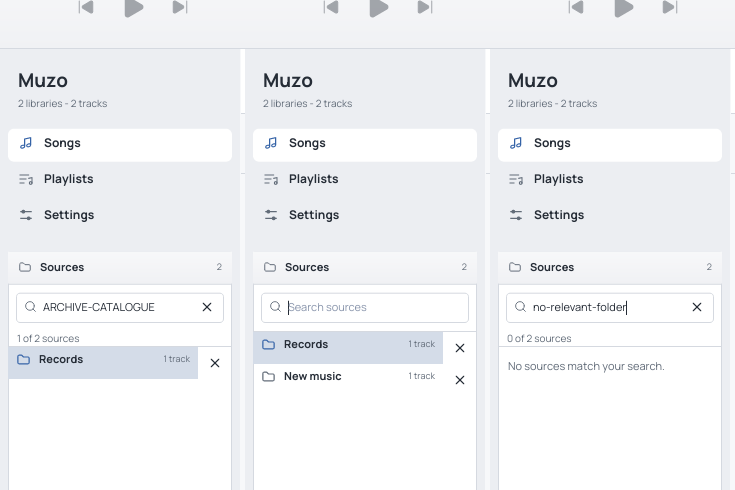 Muzo
2 libraries - 2 tracks
Songs
Playlists
Settings
Sources 2
ARCHIVE-CATALOGUE
1 of 2 sources
Records 1 track
Muzo
2 libraries - 2 tracks
Songs
Playlists
Settings
Sources 2
Search sources
Records 1 track
New music 1 track
Muzo
2 libraries - 2 tracks
Songs
Playlists
Settings
Sources 2
no-relevant-folder
0 of 2 sources
No sources match your search.